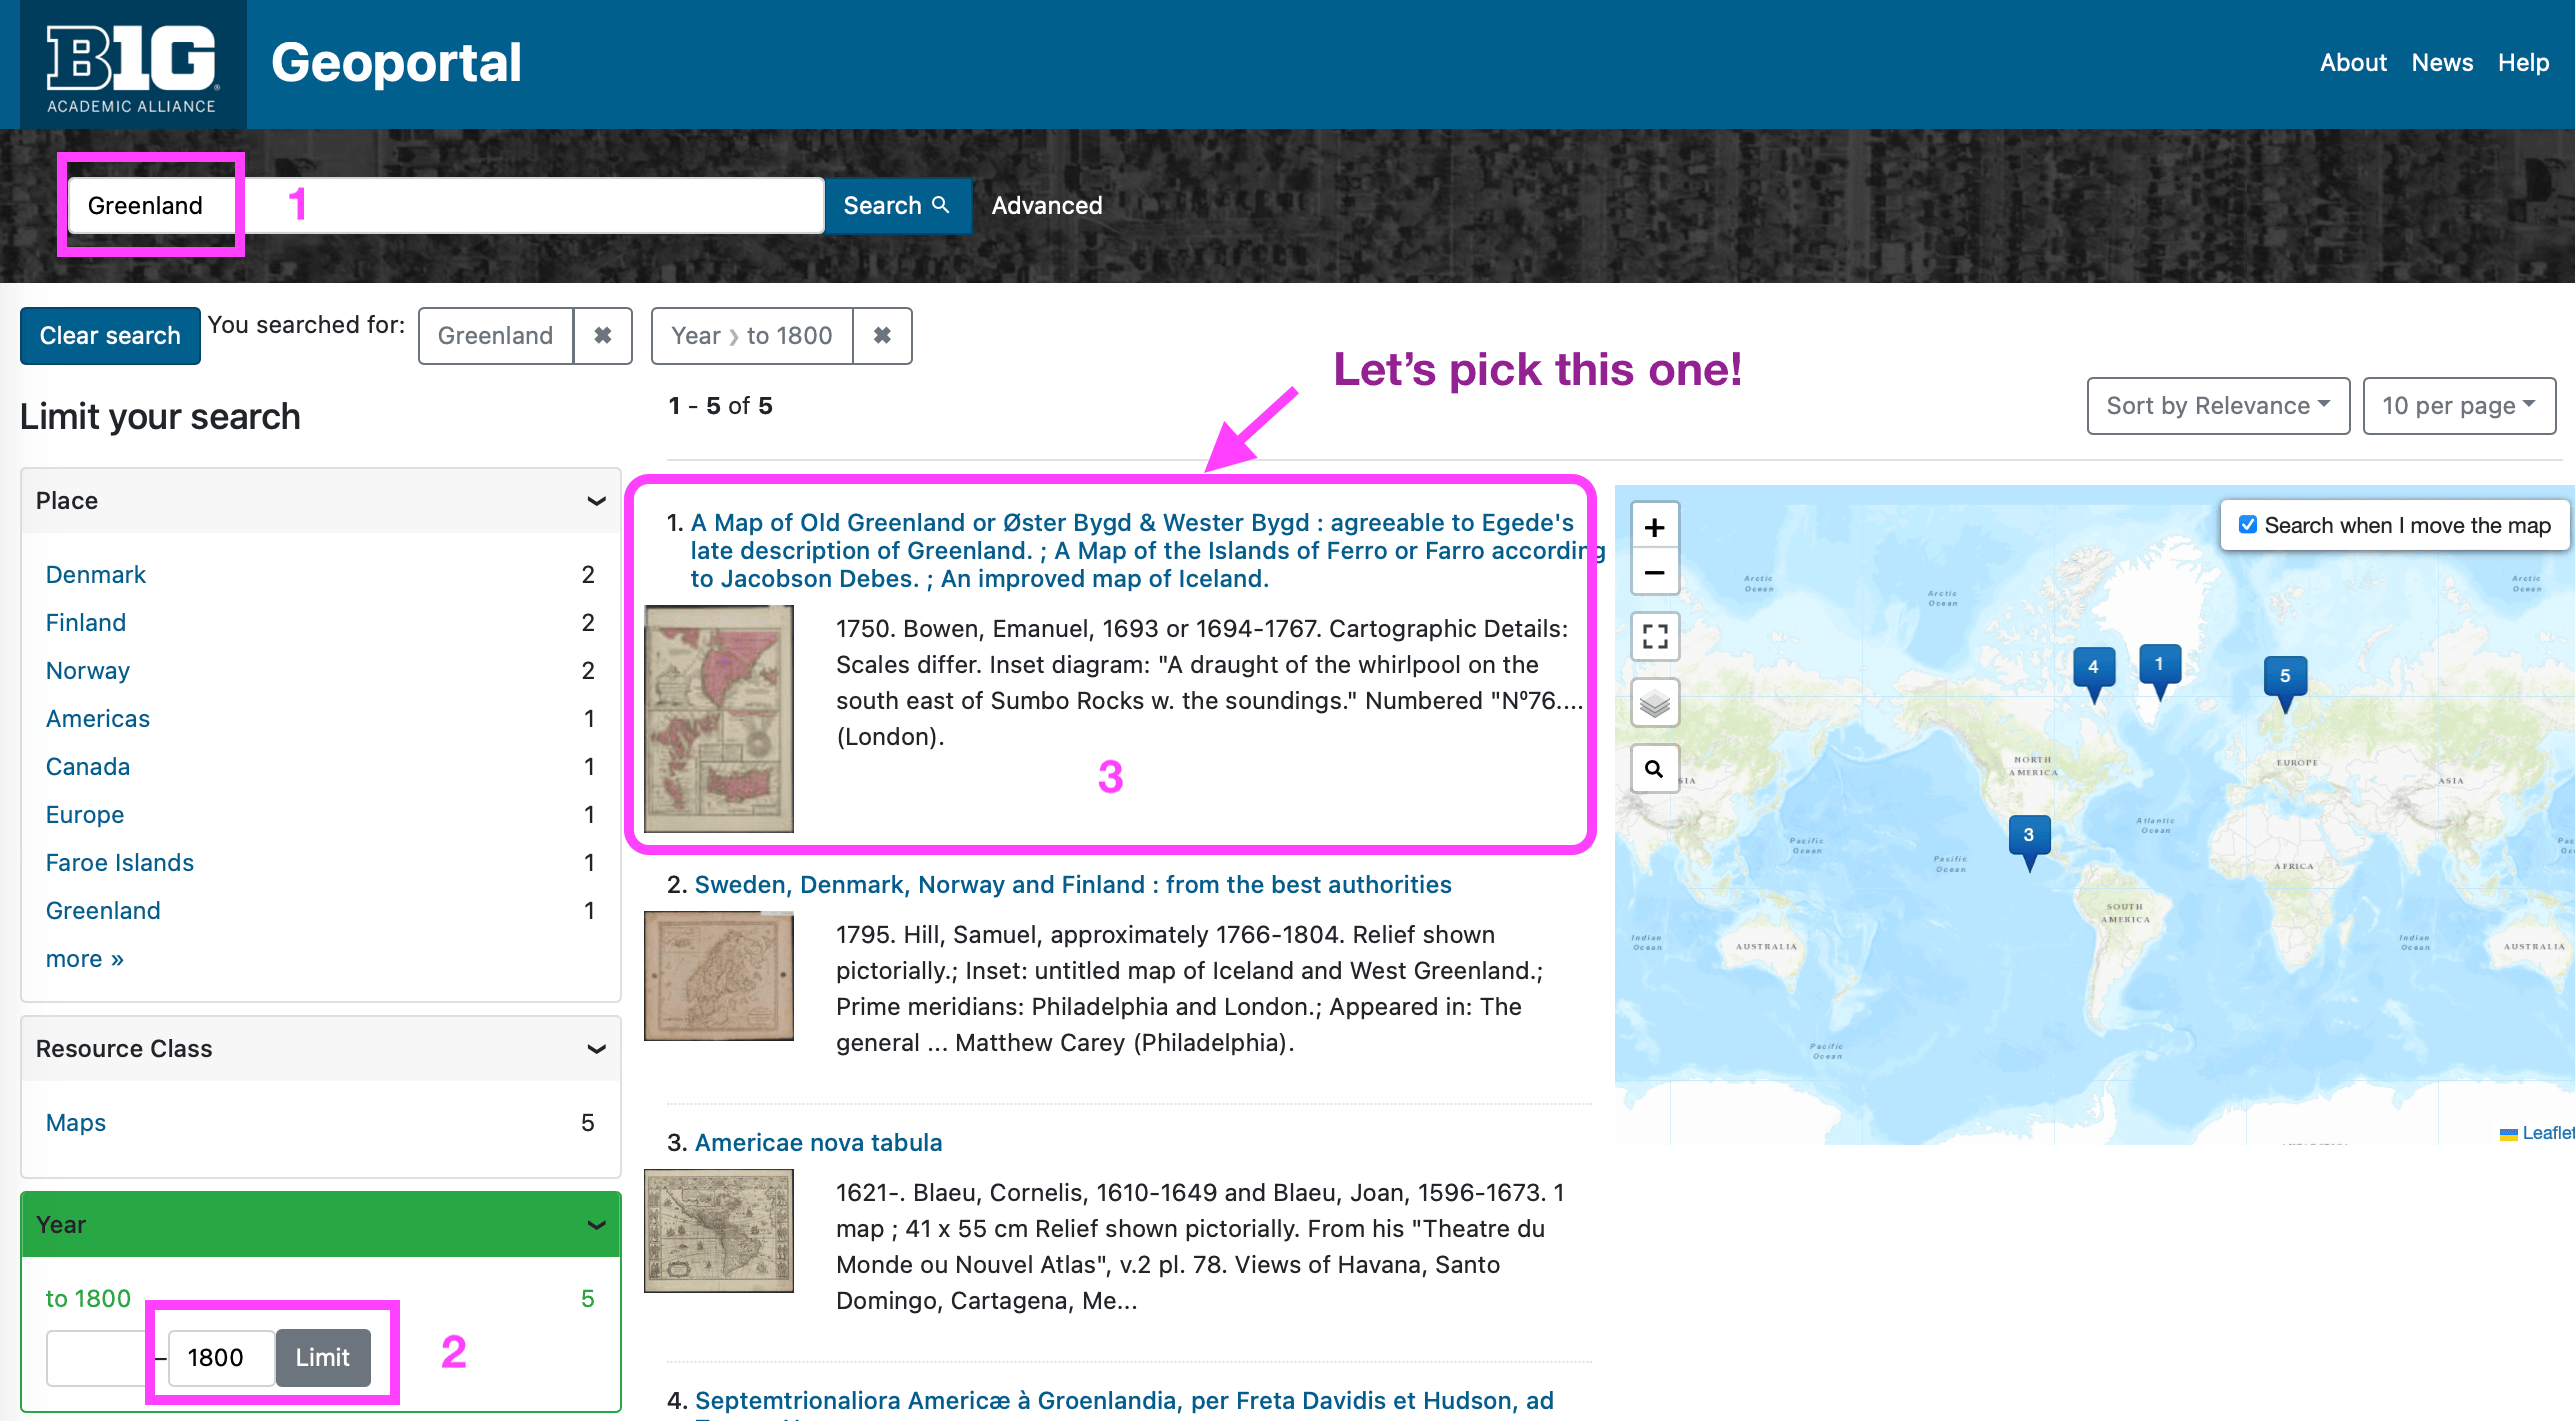 B1G
ACADEMIC ALLIANCE
Geoportal
About News Help
Greenland
1
Search
Advanced
Clear search
You searched for:
Greenland ✖
Year ❯ to 1800 ✖
Let's pick this one!
1 - 5 of 5
Sort by Relevance
10 per page
Limit your search
Place
Denmark 2
Finland 2
Norway 2
Americas 1
Canada 1
Europe 1
Faroe Islands 1
Greenland 1
more »
Resource Class
Maps 5
Year
to 1800 5
– 1800 Limit
2
1. A Map of Old Greenland or Øster Bygd & Wester Bygd : agreeable to Egede's
late description of Greenland. ; A Map of the Islands of Ferro or Farro according
to Jacobson Debes. ; An improved map of Iceland.
1750. Bowen, Emanuel, 1693 or 1694-1767. Cartographic Details:
Scales differ. Inset diagram: "A draught of the whirlpool on the
south east of Sumbo Rocks w. the soundings." Numbered "Nº76....
(London).
3
2. Sweden, Denmark, Norway and Finland : from the best authorities
1795. Hill, Samuel, approximately 1766-1804. Relief shown
pictorially.; Inset: untitled map of Iceland and West Greenland.;
Prime meridians: Philadelphia and London.; Appeared in: The
general ... Matthew Carey (Philadelphia).
3. Americae nova tabula
1621-. Blaeu, Cornelis, 1610-1649 and Blaeu, Joan, 1596-1673. 1
map ; 41 x 55 cm Relief shown pictorially. From his "Theatre du
Monde ou Nouvel Atlas", v.2 pl. 78. Views of Havana, Santo
Domingo, Cartagena, Me...
4. Septemtrionaliora Americæ à Groenlandia, per Freta Davidis et Hudson, ad
+
−
Search when I move the map
Arctic
Ocean
Arctic
Ocean
Arctic
Ocean
4
1
5
3
NORTH
AMERICA
EUROPE
ASIA
SIA
Atlantic
Ocean
Pacific
Ocean
Pacific
Ocean
AFRICA
SOUTH
AMERICA
Indian
Ocean
AUSTRALIA
Indian
Ocean
AUSTRALIA
Pacific
Ocean
Leaflet